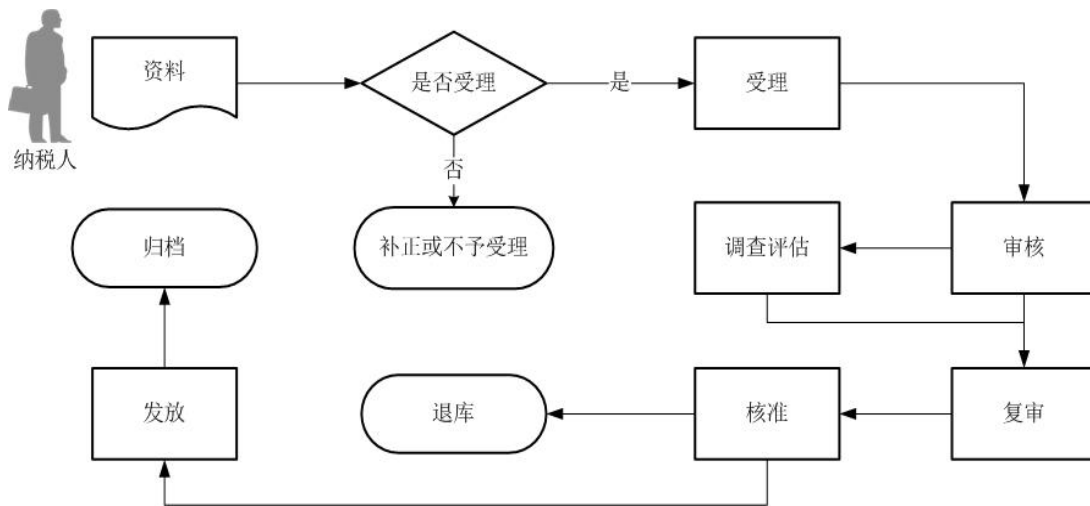 资料
是否受理
是
受理
纳税人
否
归档
补正或不予受理
调查评估
审核
发放
退库
核准
复审